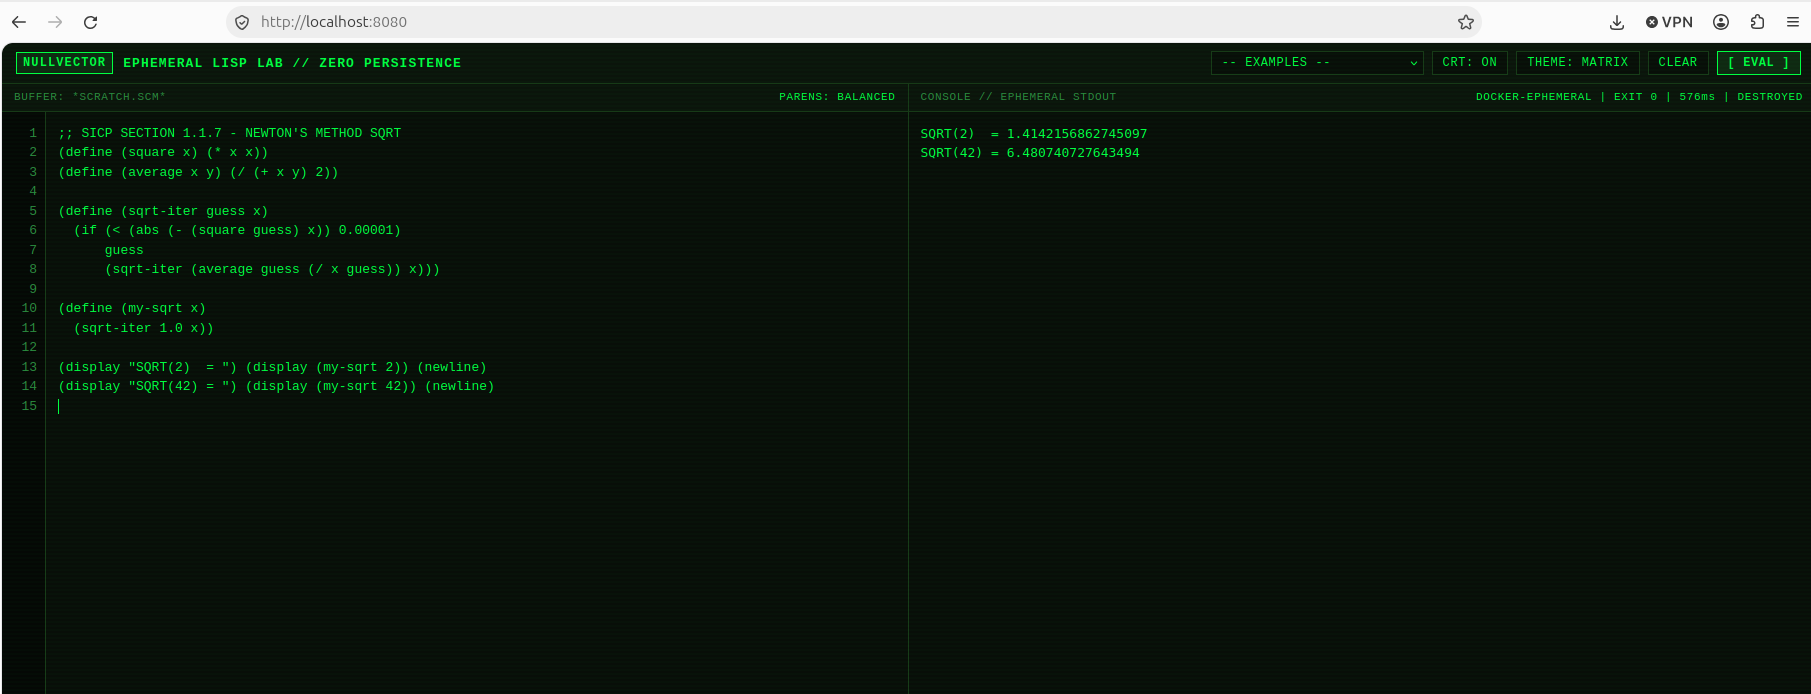 http://localhost:8080
VPN
NULLVECTOR EPHEMERAL LISP LAB // ZERO PERSISTENCE
-- EXAMPLES -- CRT: ON THEME: MATRIX CLEAR [ EVAL ]
BUFFER: *SCRATCH.SCM* PARENS: BALANCED
CONSOLE // EPHEMERAL STDOUT DOCKER-EPHEMERAL | EXIT 0 | 576ms | DESTROYED
1 ;; SICP SECTION 1.1.7 - NEWTON'S METHOD SQRT
2 (define (square x) (* x x))
3 (define (average x y) (/ (+ x y) 2))
4
5 (define (sqrt-iter guess x)
6   (if (< (abs (- (square guess) x)) 0.00001)
7       guess
8       (sqrt-iter (average guess (/ x guess)) x)))
9
10 (define (my-sqrt x)
11   (sqrt-iter 1.0 x))
12
13 (display "SQRT(2)  = ") (display (my-sqrt 2)) (newline)
14 (display "SQRT(42) = ") (display (my-sqrt 42)) (newline)
15
SQRT(2)  = 1.4142156862745097
SQRT(42) = 6.480740727643494